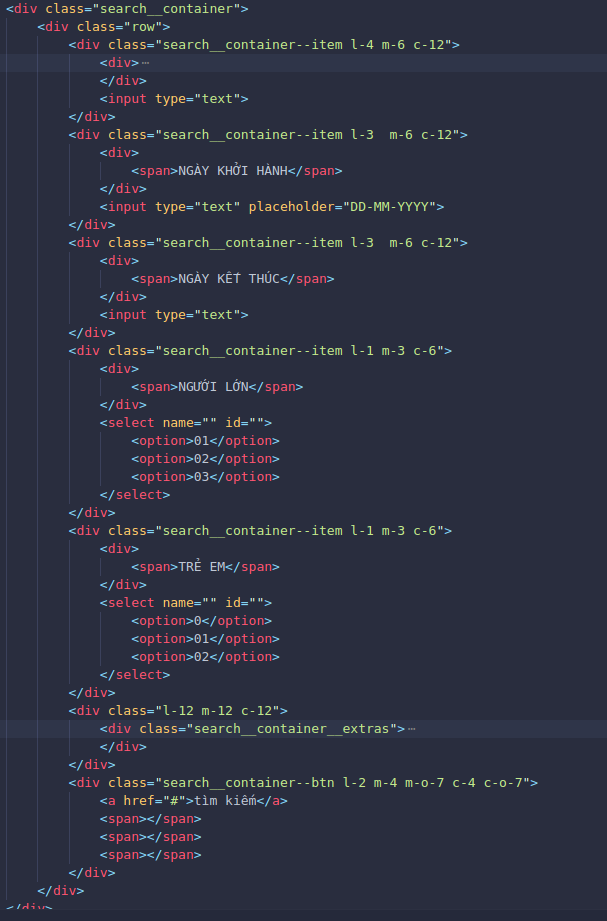 <div class="search__container">
<div class="row">
<div class="search__container--item l-4 m-6 c-12">
<div>…
</div>
<input type="text">
</div>
<div class="search__container--item l-3  m-6 c-12">
<div>
<span>NGÀY KHỞI HÀNH</span>
</div>
<input type="text" placeholder="DD-MM-YYYY">
</div>
<div class="search__container--item l-3  m-6 c-12">
<div>
<span>NGÀY KẾT THÚC</span>
</div>
<input type="text">
</div>
<div class="search__container--item l-1 m-3 c-6">
<div>
<span>NGƯỜI LỚN</span>
</div>
<select name="" id="">
<option>01</option>
<option>02</option>
<option>03</option>
</select>
</div>
<div class="search__container--item l-1 m-3 c-6">
<div>
<span>TRẺ EM</span>
</div>
<select name="" id="">
<option>0</option>
<option>01</option>
<option>02</option>
</select>
</div>
<div class="l-12 m-12 c-12">
<div class="search__container__extras">…
</div>
</div>
<div class="search__container--btn l-2 m-4 m-o-7 c-4 c-o-7">
<a href="#">tìm kiếm</a>
<span></span>
<span></span>
<span></span>
</div>
</div>
</div>